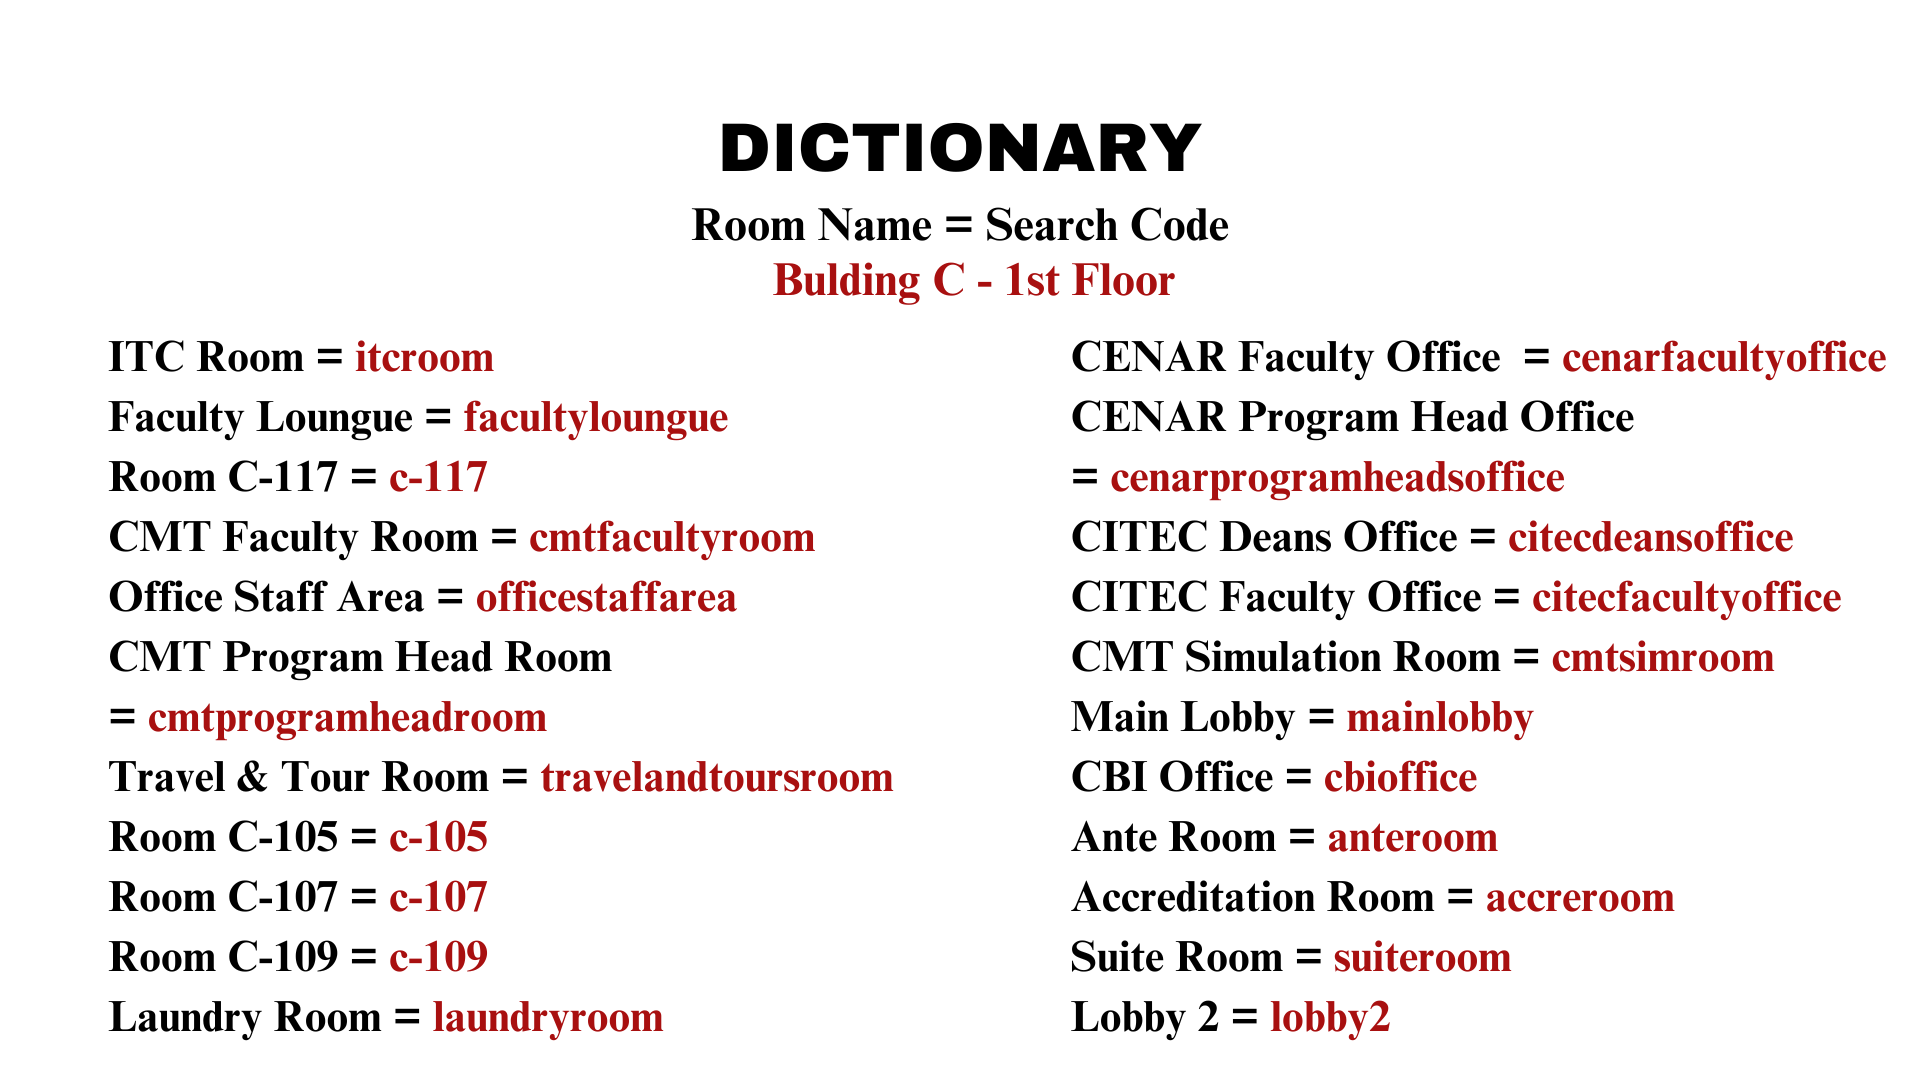 DICTIONARY
Room Name = Search Code
Bulding C - 1st Floor
ITC Room = itcroom
Faculty Loungue = facultyloungue
Room C-117 = c-117
CMT Faculty Room = cmtfacultyroom
Office Staff Area = officestaffarea
CMT Program Head Room
= cmtprogramheadroom
Travel & Tour Room = travelandtoursroom
Room C-105 = c-105
Room C-107 = c-107
Room C-109 = c-109
Laundry Room = laundryroom
CENAR Faculty Office = cenarfacultyoffice
CENAR Program Head Office
= cenarprogramheadsoffice
CITEC Deans Office = citecdeansoffice
CITEC Faculty Office = citecfacultyoffice
CMT Simulation Room = cmtsimroom
Main Lobby = mainlobby
CBI Office = cbioffice
Ante Room = anteroom
Accreditation Room = accreroom
Suite Room = suiteroom
Lobby 2 = lobby2